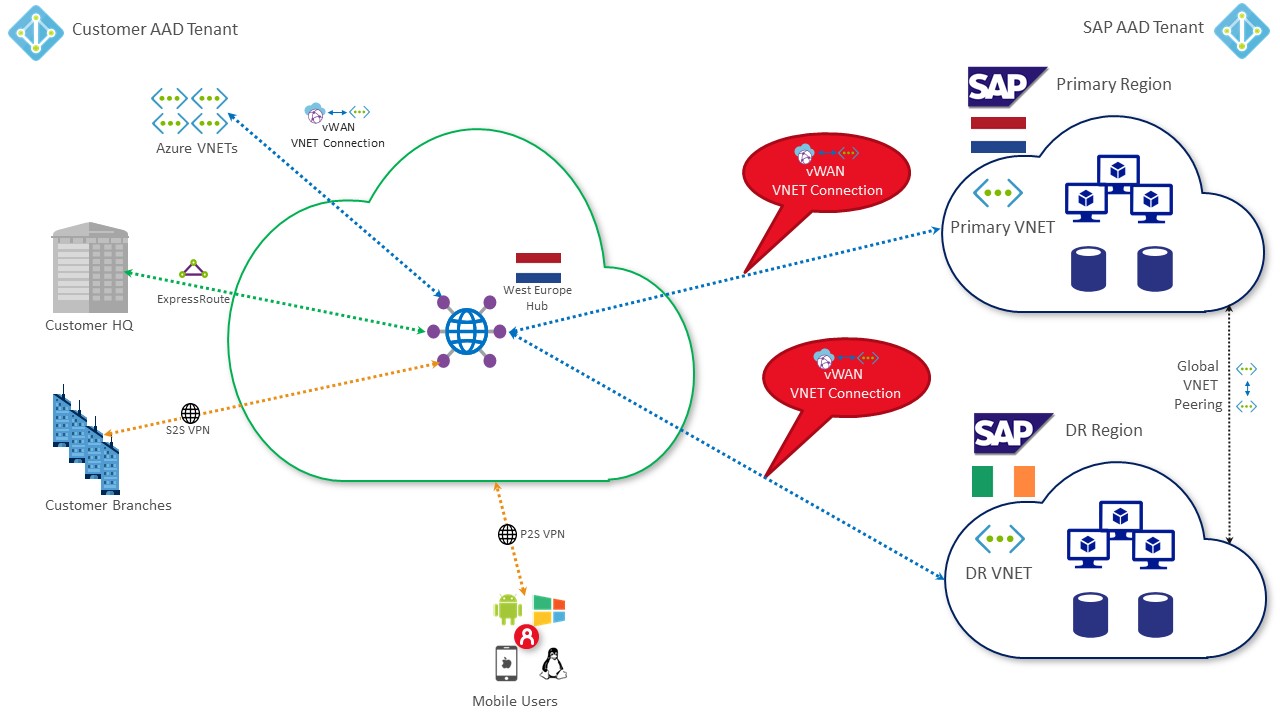 Customer AAD Tenant
SAP AAD Tenant
Azure VNETs
vWAN
VNET Connection
Customer HQ
ExpressRoute
Customer Branches
S2S VPN
West Europe
Hub
P2S VPN
Mobile Users
vWAN
VNET Connection
vWAN
VNET Connection
SAP
Primary Region
Primary VNET
Global
VNET
Peering
SAP
DR Region
DR VNET